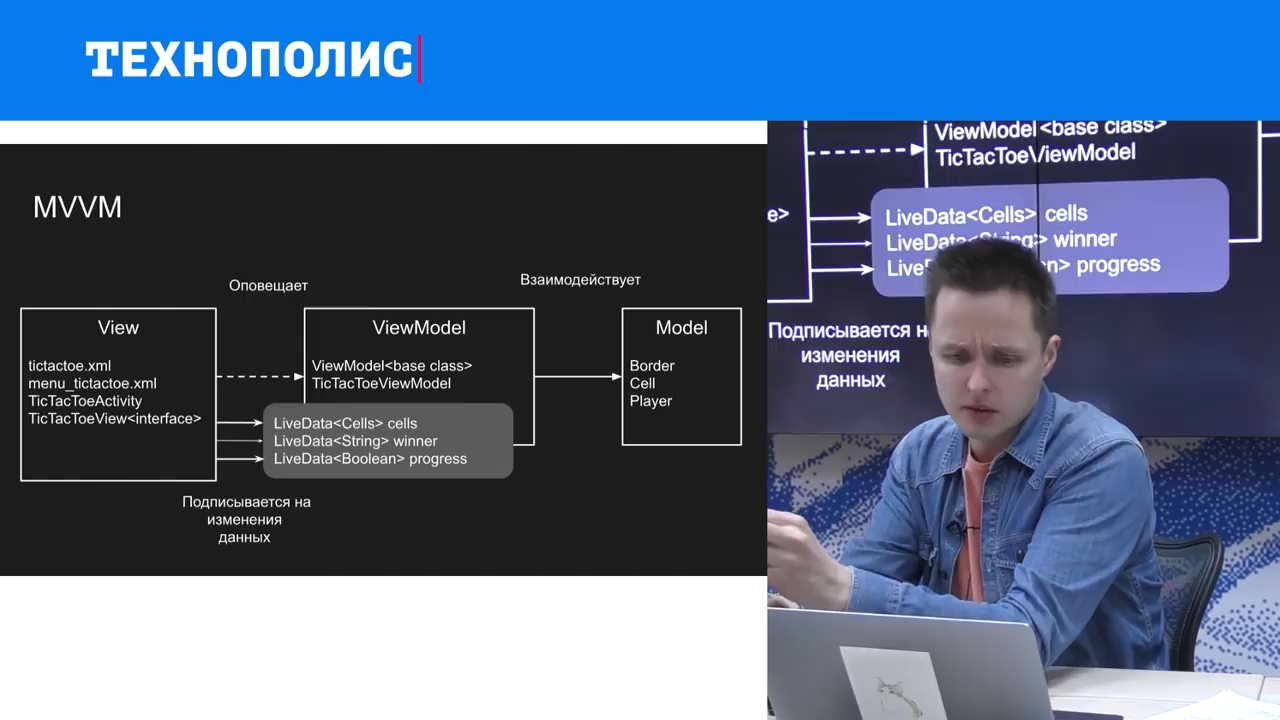 ТЕХНОПОЛИС
MVVM
Оповещает
Взаимодействует
View
tictactoe.xml
menu_tictactoe.xml
TicTacToeActivity
TicTacToeView<interface>
ViewModel
ViewModel<base class>
TicTacToeViewModel
LiveData<Cells> cells
LiveData<String> winner
LiveData<Boolean> progress
Model
Border
Cell
Player
Подписывается на
изменения
данных
ViewModel<base class>
TicTacToeViewModel
e>
LiveData<Cells> cells
LiveData<String> winner
progress
Подписывается
изменения
данных